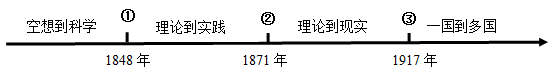 空想到科学 ① 理论到实践 ② 理论到现实 ③ 一国到多国
1848 年 1871 年 1917 年